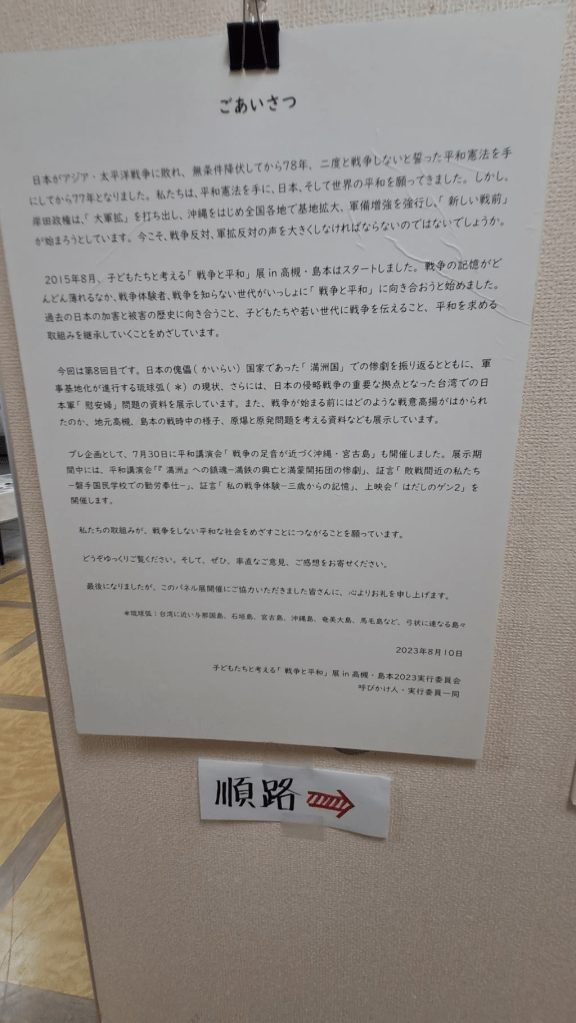 ごあいさつ
日本がアジア・太平洋戦争に敗れ、無条件降伏してから78年、二度と戦争しないと誓った平和憲法を手
にしてから77年となりました。私たちは、平和憲法を手に、日本、そして世界の平和を願ってきました。しかし、
岸田政権は、「大軍拡」を打ち出し、沖縄をはじめ全国各地で基地拡大、軍備増強を強行し、「新しい戦前」
が始まろうとしています。今こそ、戦争反対、軍拡反対の声を大きくしなければならないのではないでしょうか。
2015年8月、子どもたちと考える「戦争と平和」展 in 高槻・島本はスタートしました。戦争の記憶がど
んどん薄れるなか、戦争体験者、戦争を知らない世代がいっしょに「戦争と平和」に向き合おうと始めました。
過去の日本の加害と被害の歴史に向き合うこと、子どもたちや若い世代に戦争を伝えること、平和を求める
取組みを継承していくことをめざしています。
今回は第8回目です。日本の傀儡(かいらい)国家であった「満洲国」での惨劇を振り返るとともに、軍
事基地化が進行する琉球弧(*)の現状、さらには、日本の侵略戦争の重要な拠点となった台湾での日
本軍「慰安婦」問題の資料を展示しています。また、戦争が始まる前にはどのような戦意高揚がはかられ
たのか、地元高槻、島本の戦時中の様子、原爆と原発問題を考える資料なども展示しています。
プレ企画として、7月30日に平和講演会「戦争の足音が近づく沖縄・宮古島」も開催しました。展示期
間中には、平和講演会「『満洲』への鎮魂－満鉄の興亡と満蒙開拓団の惨劇」、証言「敗戦間近の私たち
－磐手国民学校での勤労奉仕－」、証言「私の戦争体験－三歳からの記憶」、上映会「はだしのゲン2」を
開催します。
私たちの取組みが、戦争をしない平和な社会をめざすことにつながることを願っています。
どうぞゆっくりご覧ください。そして、ぜひ、率直なご意見、ご感想をお寄せください。
最後になりましたが、このパネル展開催にご協力いただきました皆さんに、心よりお礼を申し上げます。
*琉球弧：台湾に近い与那国島、石垣島、宮古島、沖縄島、奄美大島、馬毛島など、弓状に連なる島々
2023年8月10日
子どもたちと考える「戦争と平和」展 in 高槻・島本2023実行委員会
呼びかけ人・実行委員一同
順路